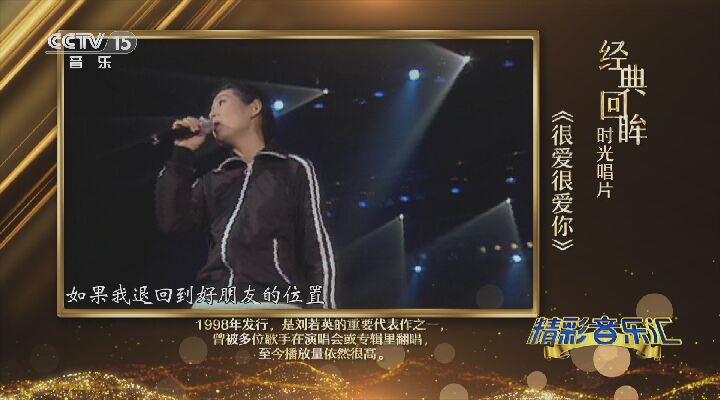 CCTV 15
音乐
经典回眸
时光唱片
《很爱很爱你》
如果我退回到好朋友的位置
1998年发行，是刘若英的重要代表作之一，
曾被多位歌手在演唱会或专辑里翻唱，
至今播放量依然很高。
精彩音乐汇